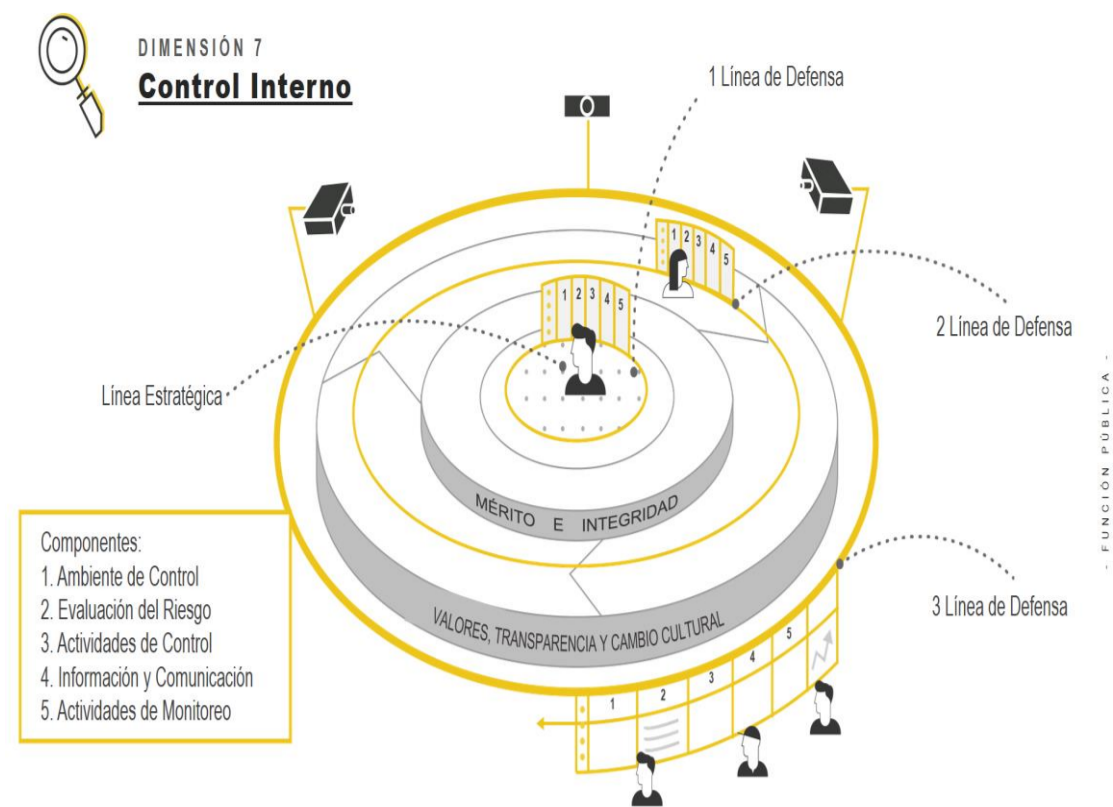 DIMENSIÓN 7
Control Interno
1 Línea de Defensa
1 2 3 4 5
1 2 3 4 5
2 Línea de Defensa
Línea Estratégica
- FUNCIÓN PÚBLICA -
MÉRITO E INTEGRIDAD
VALORES, TRANSPARENCIA Y CAMBIO CULTURAL
3 Línea de Defensa
Componentes:
1. Ambiente de Control
2. Evaluación del Riesgo
3. Actividades de Control
4. Información y Comunicación
5. Actividades de Monitoreo
1 2 3 4 5